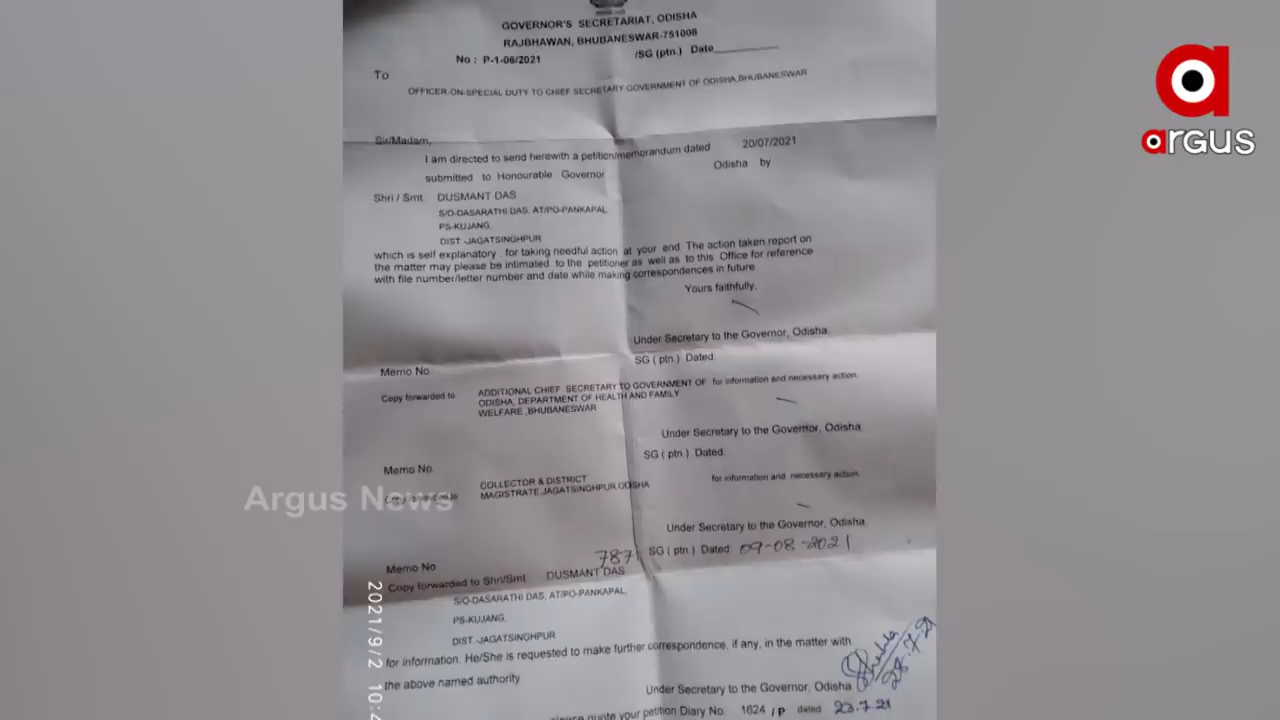 GOVERNOR'S SECRETARIAT, ODISHA
RAJBHAWAN, BHUBANESWAR-751008
No : P-1-06/2021 /SG (ptn.) Date
To
OFFICER-ON-SPECIAL DUTY TO CHIEF SECRETARY GOVERNMENT OF ODISHA,BHUBANESWAR
Sir/Madam,
I am directed to send herewith a petition/memorandum dated 20/07/2021
submitted to Honourable Governor Odisha by
Shri / Smt. DUSMANT DAS
S/O-DASARATHI DAS, AT/PO-PANKAPAL,
PS-KUJANG,
DIST-JAGATSINGHPUR
which is self explanatory . for taking needful action at your end. The action taken report on
the matter may please be intimated to the petitioner as well as to this Office for reference
with file number/letter number and date while making correspondences in future
Yours faithfully,
Under Secretary to the Governor, Odisha.
SG ( ptn.) Dated:
Memo No
Copy forwarded to ADDITIONAL CHIEF SECRETARY TO GOVERNMENT OF for information and necessary action.
ODISHA, DEPARTMENT OF HEALTH AND FAMILY
WELFARE ,BHUBANESWAR
Under Secretary to the Governor, Odisha.
SG ( ptn.) Dated:
Memo No.
COLLECTOR & DISTRICT for information and necessary action.
MAGISTRATE,JAGATSINGHPUR,ODISHA
Under Secretary to the Governor, Odisha.
Memo No 787 SG ( ptn.) Dated 09-08-2021
Copy forwarded to Shri/Smt. DUSMANT DAS
S/O-DASARATHI DAS, AT/PO-PANKAPAL,
PS-KUJANG,
DIST.-JAGATSINGHPUR
for information. He/She is requested to make further correspondence, if any, in the matter with
the above named authority
28.7.21
Under Secretary to the Governor, Odisha
please quote your petition Diary No. 1624 /P dated 23.7.21
2021/9/2 10:4
Argus News
argus